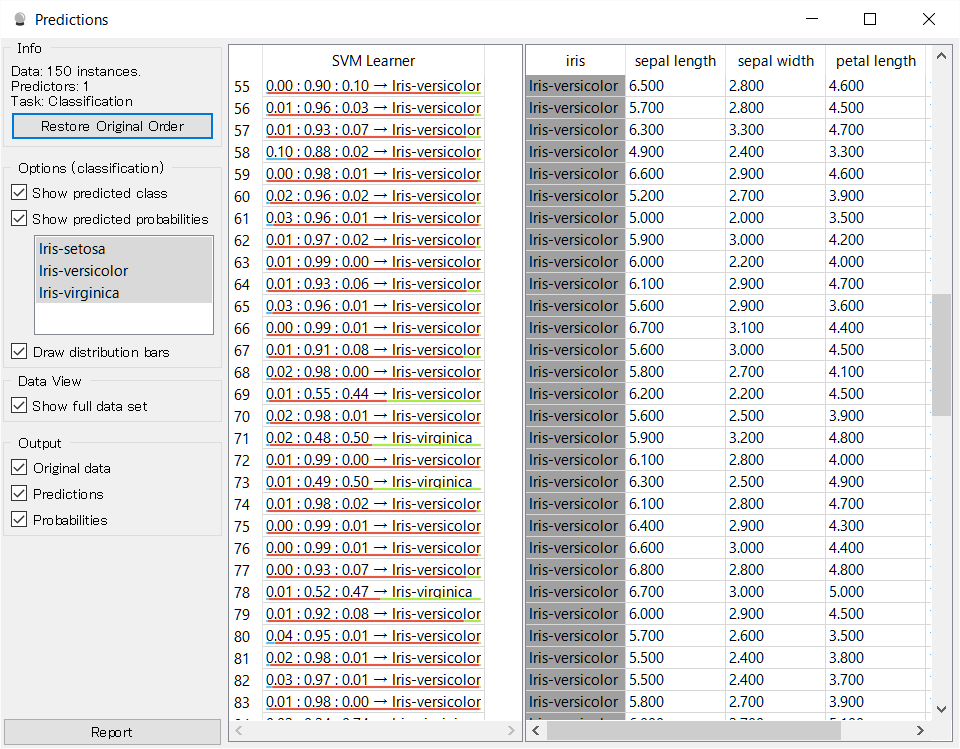 Predictions
Info
Data: 150 instances.
Predictors: 1
Task: Classification
Restore Original Order
Options (classification)
Show predicted class
Show predicted probabilities
Iris-setosa
Iris-versicolor
Iris-virginica
Draw distribution bars
Data View
Show full data set
Output
Original data
Predictions
Probabilities
Report
SVM Learner iris sepal length sepal width petal length
55 0.00 : 0.90 : 0.10 → Iris-versicolor Iris-versicolor 6.500 2.800 4.600
56 0.01 : 0.96 : 0.03 → Iris-versicolor Iris-versicolor 5.700 2.800 4.500
57 0.01 : 0.93 : 0.07 → Iris-versicolor Iris-versicolor 6.300 3.300 4.700
58 0.10 : 0.88 : 0.02 → Iris-versicolor Iris-versicolor 4.900 2.400 3.300
59 0.00 : 0.98 : 0.01 → Iris-versicolor Iris-versicolor 6.600 2.900 4.600
60 0.02 : 0.96 : 0.02 → Iris-versicolor Iris-versicolor 5.200 2.700 3.900
61 0.03 : 0.96 : 0.01 → Iris-versicolor Iris-versicolor 5.000 2.000 3.500
62 0.01 : 0.97 : 0.02 → Iris-versicolor Iris-versicolor 5.900 3.000 4.200
63 0.01 : 0.99 : 0.00 → Iris-versicolor Iris-versicolor 6.000 2.200 4.000
64 0.01 : 0.93 : 0.06 → Iris-versicolor Iris-versicolor 6.100 2.900 4.700
65 0.03 : 0.96 : 0.01 → Iris-versicolor Iris-versicolor 5.600 2.900 3.600
66 0.00 : 0.99 : 0.01 → Iris-versicolor Iris-versicolor 6.700 3.100 4.400
67 0.01 : 0.91 : 0.08 → Iris-versicolor Iris-versicolor 5.600 3.000 4.500
68 0.02 : 0.98 : 0.00 → Iris-versicolor Iris-versicolor 5.800 2.700 4.100
69 0.01 : 0.55 : 0.44 → Iris-versicolor Iris-versicolor 6.200 2.200 4.500
70 0.02 : 0.98 : 0.01 → Iris-versicolor Iris-versicolor 5.600 2.500 3.900
71 0.02 : 0.48 : 0.50 → Iris-virginica Iris-versicolor 5.900 3.200 4.800
72 0.01 : 0.99 : 0.00 → Iris-versicolor Iris-versicolor 6.100 2.800 4.000
73 0.01 : 0.49 : 0.50 → Iris-virginica Iris-versicolor 6.300 2.500 4.900
74 0.01 : 0.98 : 0.02 → Iris-versicolor Iris-versicolor 6.100 2.800 4.700
75 0.00 : 0.99 : 0.01 → Iris-versicolor Iris-versicolor 6.400 2.900 4.300
76 0.00 : 0.99 : 0.01 → Iris-versicolor Iris-versicolor 6.600 3.000 4.400
77 0.00 : 0.93 : 0.07 → Iris-versicolor Iris-versicolor 6.800 2.800 4.800
78 0.01 : 0.52 : 0.47 → Iris-virginica Iris-versicolor 6.700 3.000 5.000
79 0.01 : 0.92 : 0.08 → Iris-versicolor Iris-versicolor 6.000 2.900 4.500
80 0.04 : 0.95 : 0.01 → Iris-versicolor Iris-versicolor 5.700 2.600 3.500
81 0.02 : 0.98 : 0.01 → Iris-versicolor Iris-versicolor 5.500 2.400 3.800
82 0.03 : 0.97 : 0.01 → Iris-versicolor Iris-versicolor 5.500 2.400 3.700
83 0.01 : 0.98 : 0.00 → Iris-versicolor Iris-versicolor 5.800 2.700 3.900